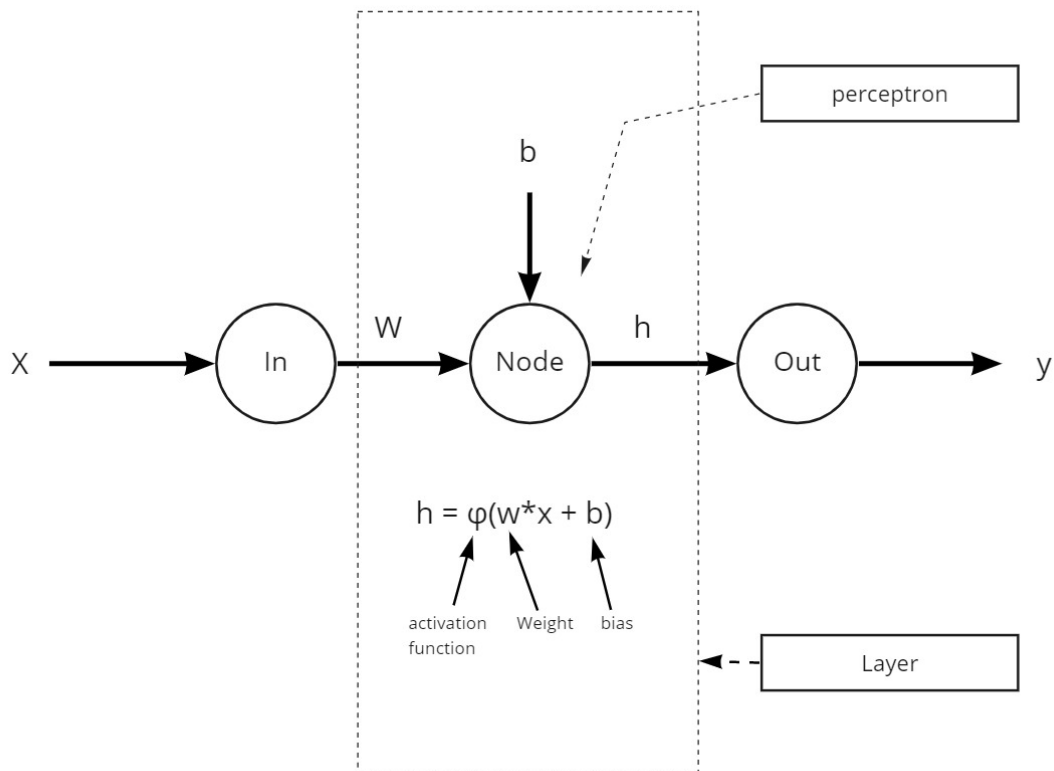 perceptron
b
W
h
X
In
Node
Out
y
h = φ(w*x + b)
activation
function
Weight
bias
Layer